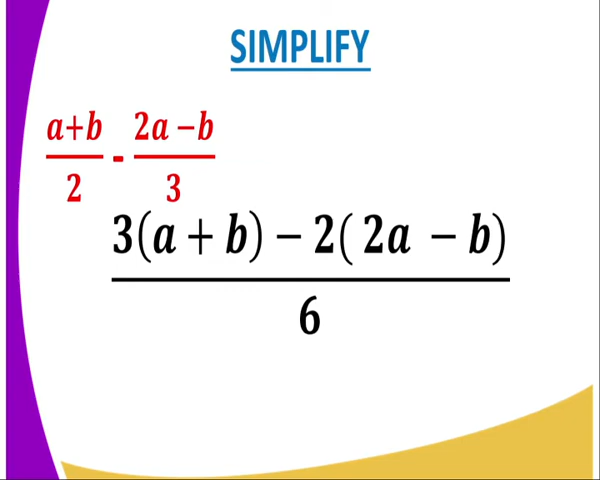 SIMPLIFY
a+b/2 - 2a −b/3
3(a + b) − 2( 2a − b)
6